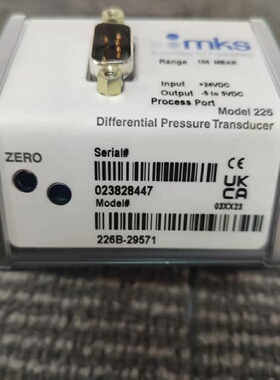 mks
Range 100 MBAR
Input +24VDC
Output -5 to 5VDC
Process Port
Model 226
Differential Pressure Transducer
ZERO
Serial#
023828447
Model#
226B-29571
CE
UK
CA
03XX23